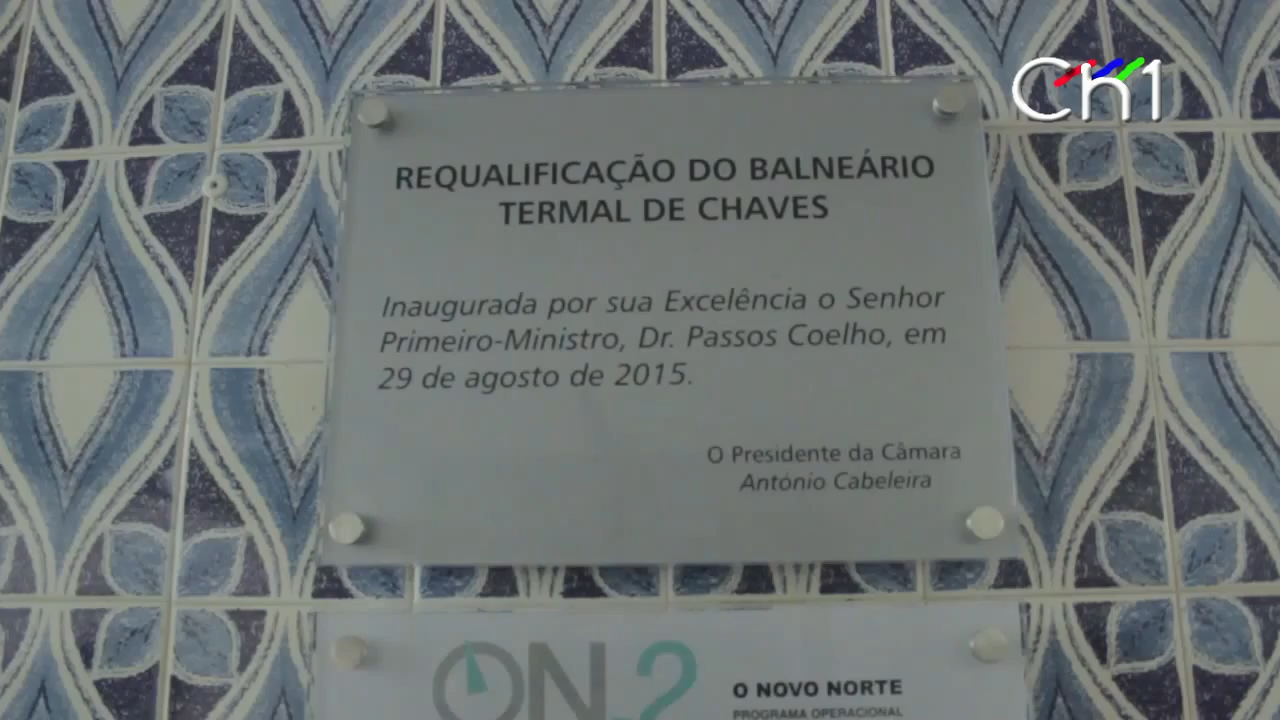 Ch1
REQUALIFICAÇÃO DO BALNEÁRIO
TERMAL DE CHAVES
Inaugurada por sua Excelência o Senhor
Primeiro-Ministro, Dr. Passos Coelho, em
29 de agosto de 2015.
O Presidente da Câmara
António Cabeleira
ON.2
O NOVO NORTE
PROGRAMA OPERACIONAL